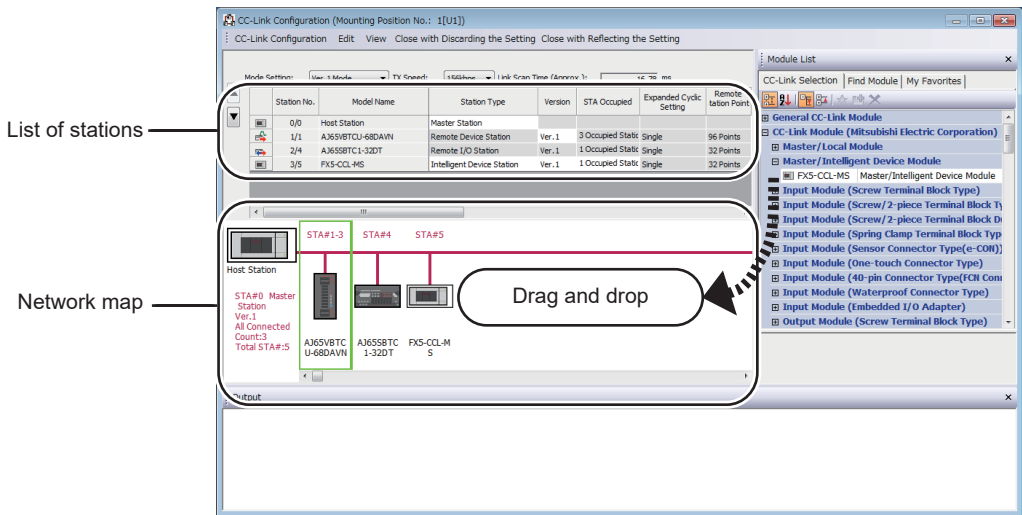 CC-Link Configuration (Mounting Position No.: 1[U1])
CC-Link Configuration Edit View Close with Discarding the Setting Close with Reflecting the Setting
Mode Setting: Ver. 1 Mode TX Speed: 156kbps Link Scan Time (Approx.): 16.78 ms
Station No. Model Name Station Type Version STA Occupied Expanded Cyclic Setting Remote tation Point
0/0 Host Station Master Station
1/1 AJ65VBTCU-68DAVN Remote Device Station Ver.1 3 Occupied Static Single 96 Points
2/4 AJ65SBTC1-32DT Remote I/O Station Ver.1 1 Occupied Static Single 32 Points
3/5 FX5-CCL-MS Intelligent Device Station Ver.1 1 Occupied Static Single 32 Points
List of stations
Network map
STA#1-3 STA#4 STA#5
Host Station
STA#0 Master
Station
Ver.1
All Connected
Count:3
Total STA#:5
AJ65VBTC
U-68DAVN
AJ65SBTC
1-32DT
FX5-CCL-M
S
Drag and drop
Output
Module List
CC-Link Selection Find Module My Favorites
General CC-Link Module
CC-Link Module (Mitsubishi Electric Corporation)
Master/Local Module
Master/Intelligent Device Module
FX5-CCL-MS Master/Intelligent Device Module
Input Module (Screw Terminal Block Type)
Input Module (Screw/2-piece Terminal Block Ty
Input Module (Screw/2-piece Terminal Block D
Input Module (Spring Clamp Terminal Block Typ
Input Module (Sensor Connector Type(e-CON))
Input Module (One-touch Connector Type)
Input Module (40-pin Connector Type(FCN Con
Input Module (Waterproof Connector Type)
Input Module (Embedded I/O Adapter)
Output Module (Screw Terminal Block Type)